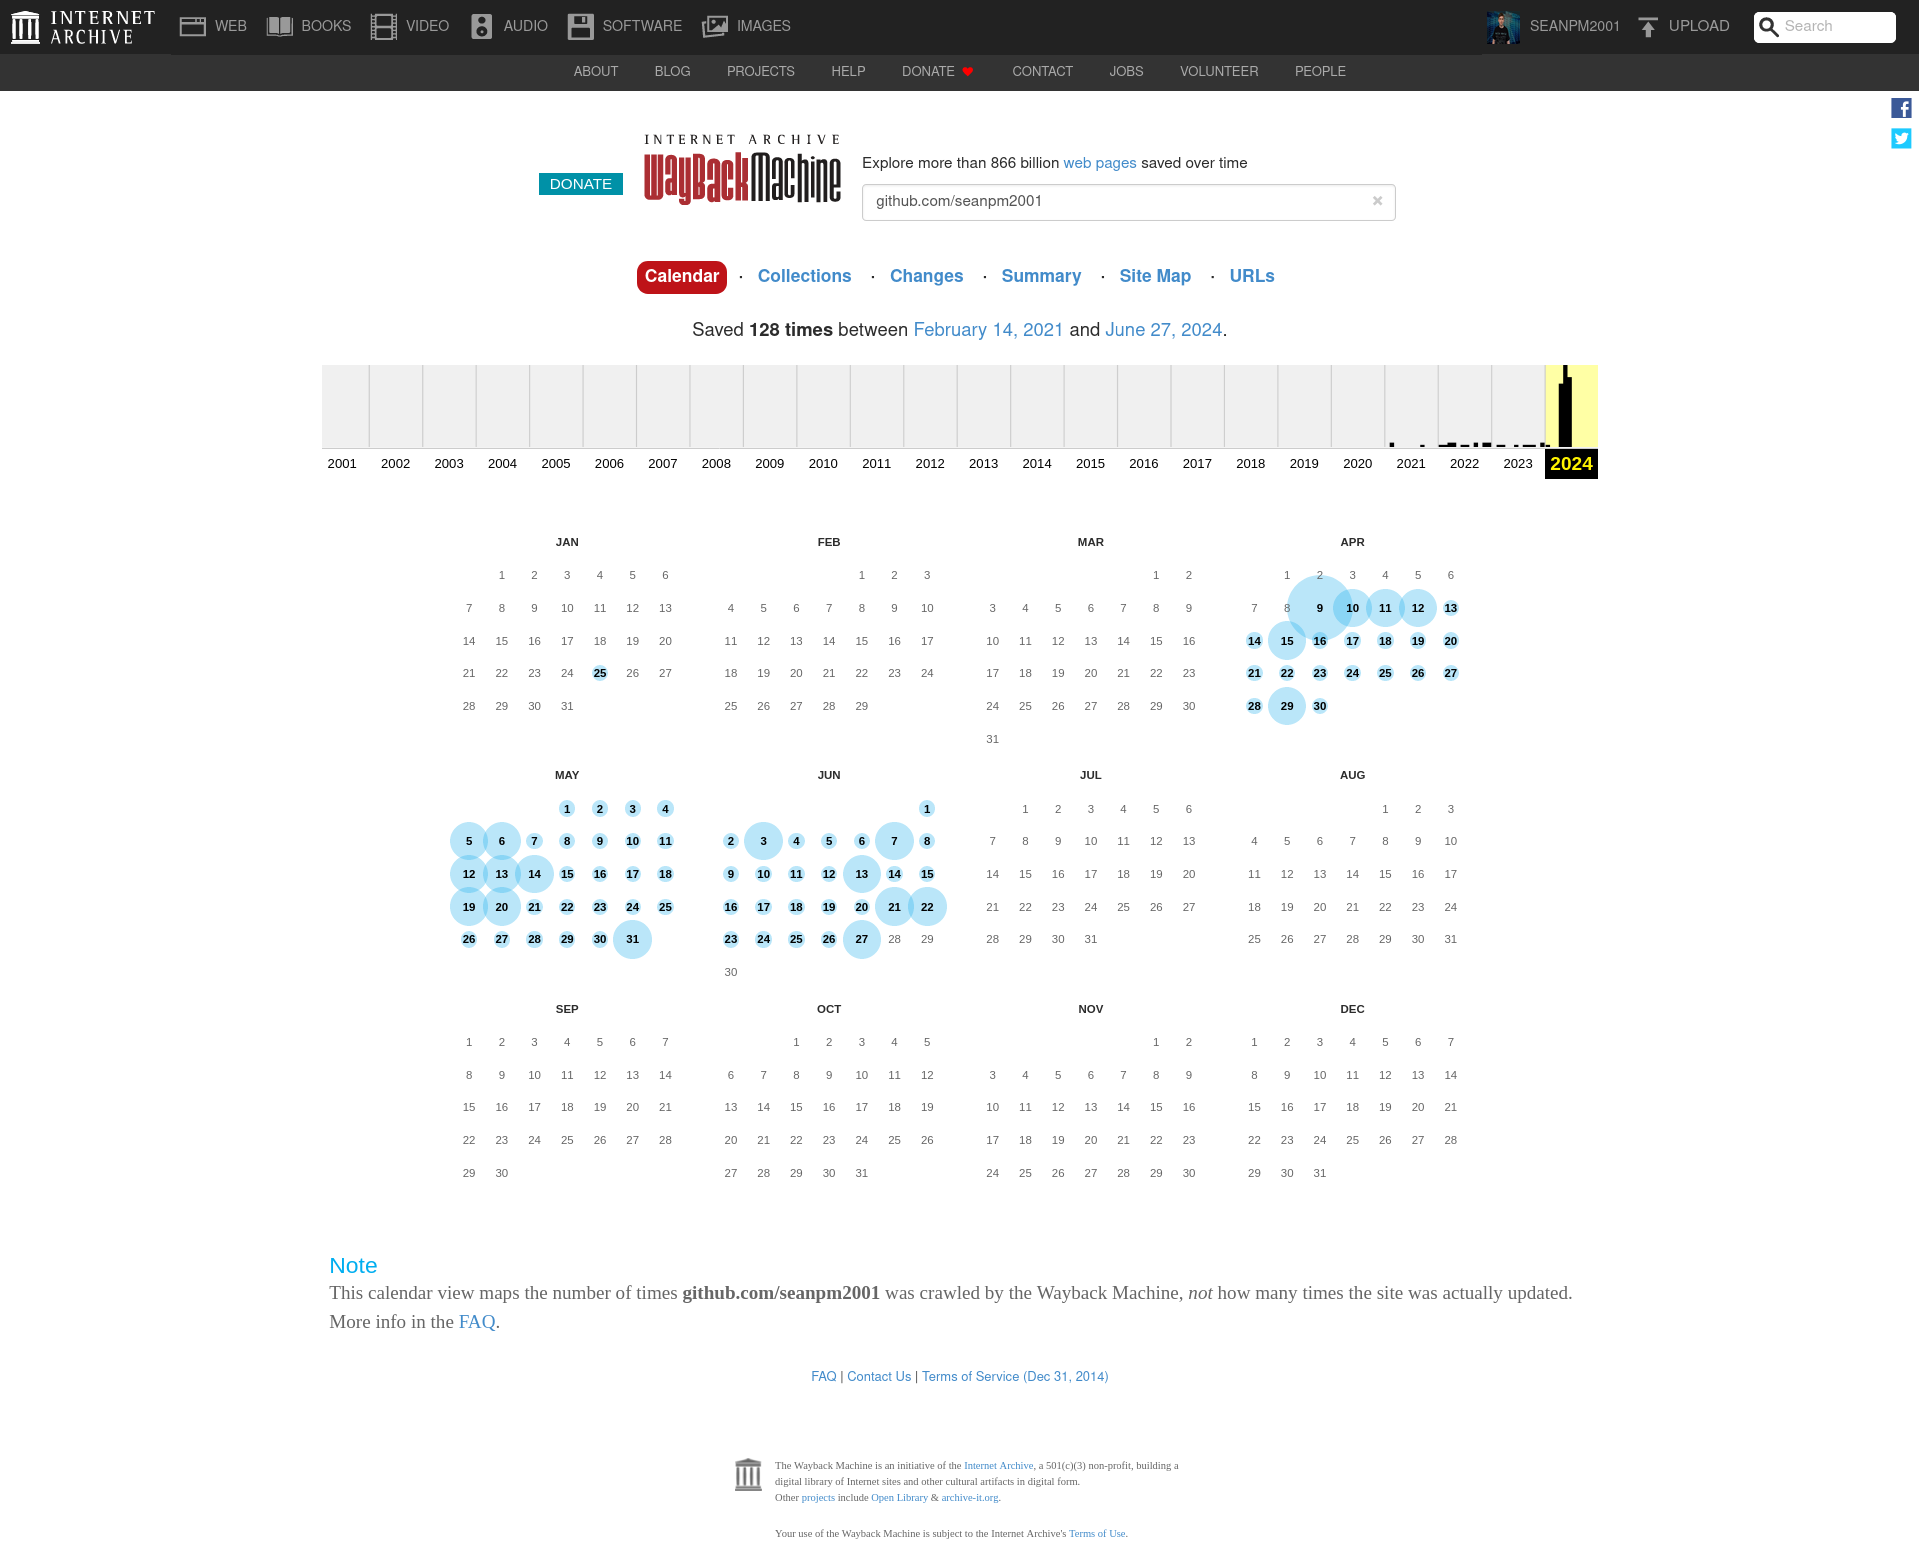 INTERNET ARCHIVE
WEB BOOKS VIDEO AUDIO SOFTWARE IMAGES SEANPM2001 UPLOAD Search
ABOUT BLOG PROJECTS HELP DONATE CONTACT JOBS VOLUNTEER PEOPLE
INTERNET ARCHIVE
WayBackMachine
DONATE
Explore more than 866 billion web pages saved over time
github.com/seanpm2001 ×
Calendar · Collections · Changes · Summary · Site Map · URLs
Saved 128 times between February 14, 2021 and June 27, 2024.
2001 2002 2003 2004 2005 2006 2007 2008 2009 2010 2011 2012 2013 2014 2015 2016 2017 2018 2019 2020 2021 2022 2023 2024
JAN FEB MAR APR
1 2 3 4 5 6 1 2 3 1 2 1 2 3 4 5 6
7 8 9 10 11 12 13 4 5 6 7 8 9 10 3 4 5 6 7 8 9 7 8 9 10 11 12 13
14 15 16 17 18 19 20 11 12 13 14 15 16 17 10 11 12 13 14 15 16 14 15 16 17 18 19 20
21 22 23 24 25 26 27 18 19 20 21 22 23 24 17 18 19 20 21 22 23 21 22 23 24 25 26 27
28 29 30 31 25 26 27 28 29 24 25 26 27 28 29 30 28 29 30
31
MAY JUN JUL AUG
1 2 3 4 1 1 2 3 4 5 6 1 2 3
5 6 7 8 9 10 11 2 3 4 5 6 7 8 7 8 9 10 11 12 13 4 5 6 7 8 9 10
12 13 14 15 16 17 18 9 10 11 12 13 14 15 14 15 16 17 18 19 20 11 12 13 14 15 16 17
19 20 21 22 23 24 25 16 17 18 19 20 21 22 21 22 23 24 25 26 27 18 19 20 21 22 23 24
26 27 28 29 30 31 23 24 25 26 27 28 29 28 29 30 31 25 26 27 28 29 30 31
30
SEP OCT NOV DEC
1 2 3 4 5 6 7 1 2 3 4 5 1 2 1 2 3 4 5 6 7
8 9 10 11 12 13 14 6 7 8 9 10 11 12 3 4 5 6 7 8 9 8 9 10 11 12 13 14
15 16 17 18 19 20 21 13 14 15 16 17 18 19 10 11 12 13 14 15 16 15 16 17 18 19 20 21
22 23 24 25 26 27 28 20 21 22 23 24 25 26 17 18 19 20 21 22 23 22 23 24 25 26 27 28
29 30 27 28 29 30 31 24 25 26 27 28 29 30 29 30 31
Note
This calendar view maps the number of times github.com/seanpm2001 was crawled by the Wayback Machine, not how many times the site was actually updated.
More info in the FAQ.
FAQ | Contact Us | Terms of Service (Dec 31, 2014)
The Wayback Machine is an initiative of the Internet Archive, a 501(c)(3) non-profit, building a
digital library of Internet sites and other cultural artifacts in digital form.
Other projects include Open Library & archive-it.org.
Your use of the Wayback Machine is subject to the Internet Archive's Terms of Use.